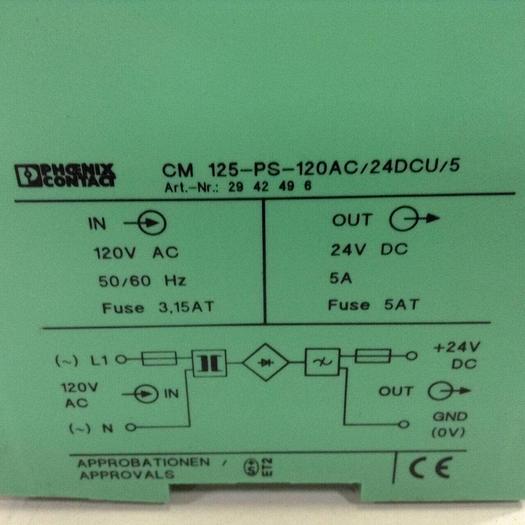 PHŒNIX
CONTACT
CM 125-PS-120AC/24DCU/5
Art.-Nr.: 29 42 49 6
IN
120V AC
50/60 Hz
Fuse 3,15AT
OUT
24V DC
5A
Fuse 5AT
(~) L1
120V
AC
IN
(~) N
+24V
DC
OUT
GND
(0V)
APPROBATIONEN /
APPROVALS
ET2
CE